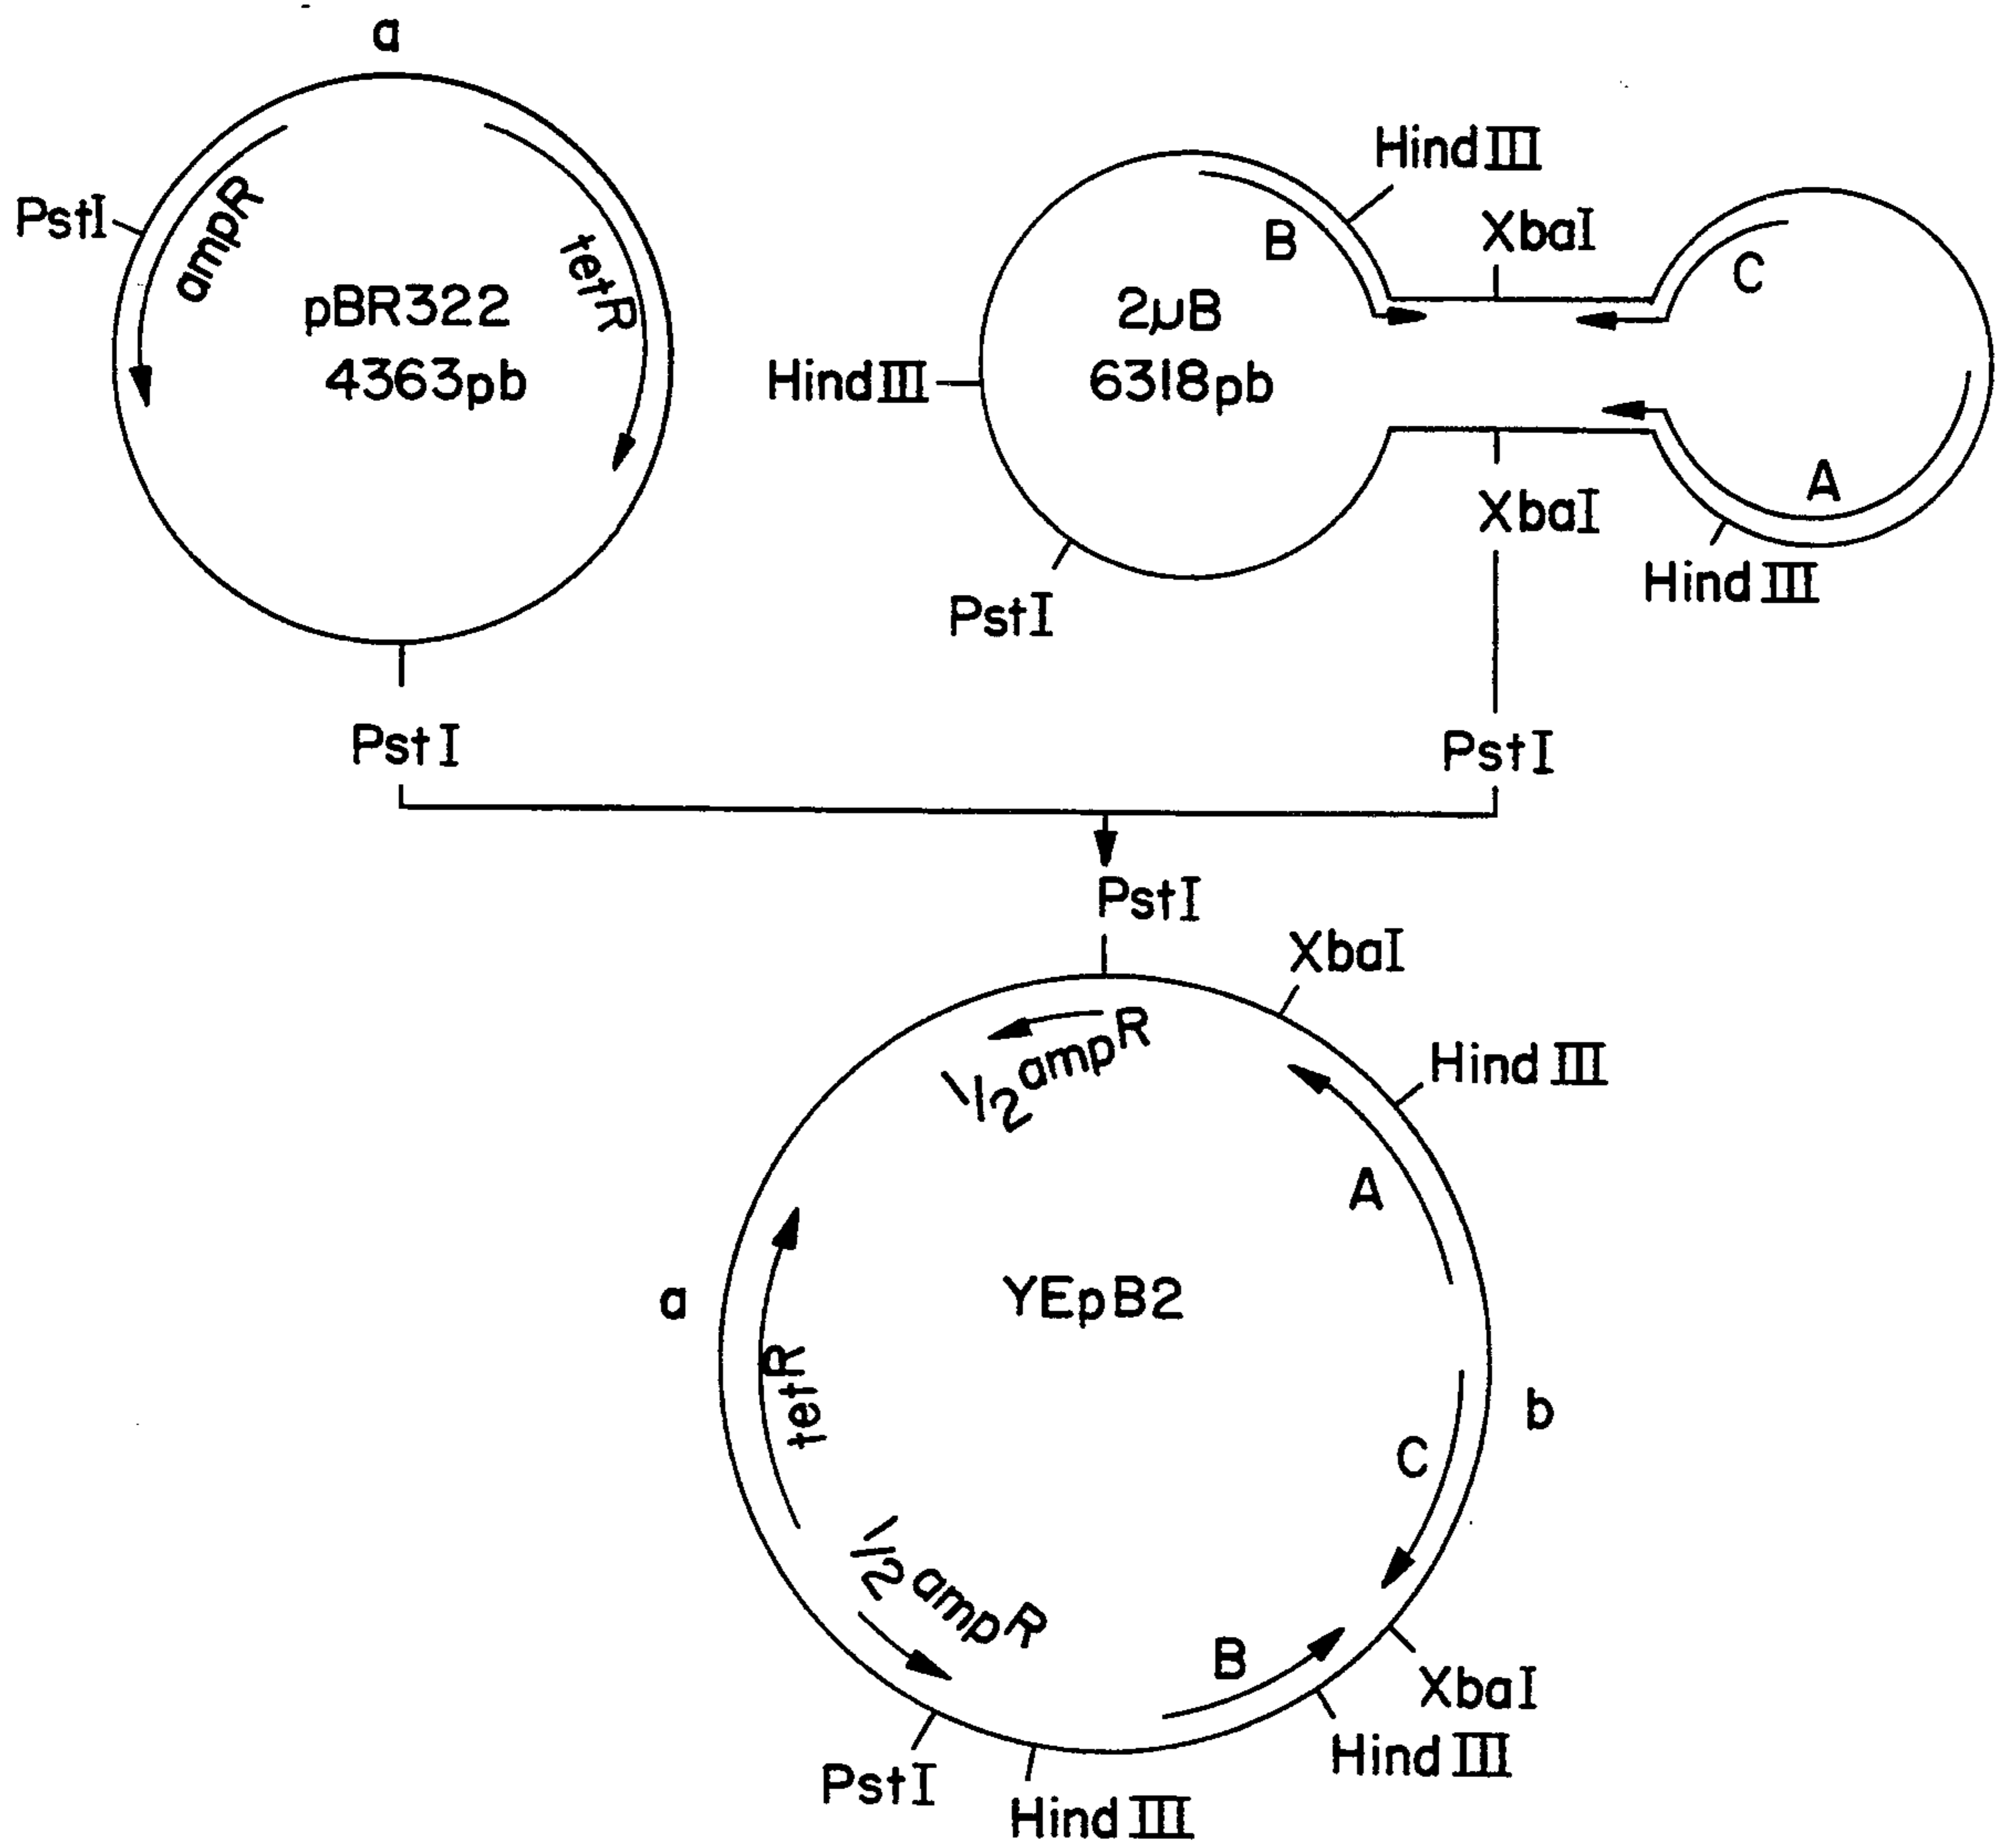 a
PstI
ampR
tetR
pBR322
4363pb
PstI
HindIII
XbaI
B
C
2µB
6318pb
HindIII
A
XbaI
HindIII
PstI
PstI
PstI
XbaI
1/2 ampR
HindIII
A
YEpB2
a
tetR
b
C
1/2 ampR
B
XbaI
HindIII
PstI
HindIII